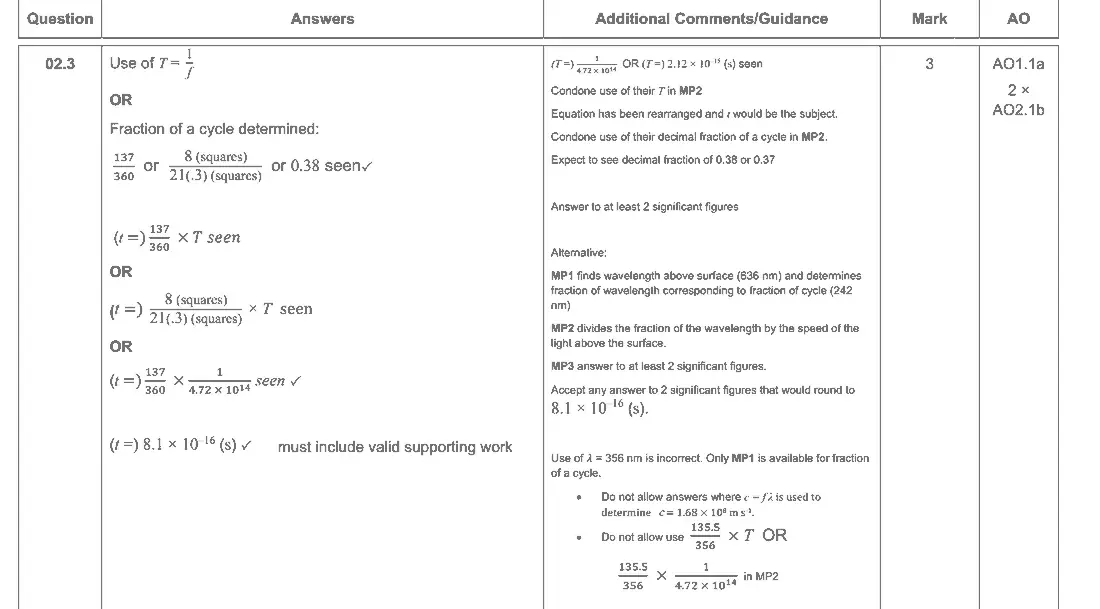 Question Answers Additional Comments/Guidance Mark AO
02.3
Use of T = 1/f
OR
Fraction of a cycle determined:
137/360 or 8 (squares)/21(.3) (squares) or 0.38 seen✓
(t =) 137/360 × T seen
OR
(t =) 8 (squares)/21(.3) (squares) × T seen
OR
(t =) 137/360 × 1/4.72 × 10¹⁴ seen ✓
(t =) 8.1 × 10⁻¹⁶ (s) ✓ must include valid supporting work
(T =) 1/4.72 × 10¹⁴ OR (T =) 2.12 × 10⁻¹⁵ (s) seen
Condone use of their T in MP2
Equation has been rearranged and t would be the subject.
Condone use of their decimal fraction of a cycle in MP2.
Expect to see decimal fraction of 0.38 or 0.37
Answer to at least 2 significant figures
Alternative:
MP1 finds wavelength above surface (636 nm) and determines
fraction of wavelength corresponding to fraction of cycle (242
nm)
MP2 divides the fraction of the wavelength by the speed of the
light above the surface.
MP3 answer to at least 2 significant figures.
Accept any answer to 2 significant figures that would round to
8.1 × 10⁻¹⁶ (s).
Use of λ = 356 nm is incorrect. Only MP1 is available for fraction
of a cycle.
• Do not allow answers where c = fλ is used to
determine c = 1.68 × 10⁸ m s⁻¹.
• Do not allow use 135.5/356 × T OR
135.5/356 × 1/4.72 × 10¹⁴ in MP2
3
AO1.1a
2 ×
AO2.1b